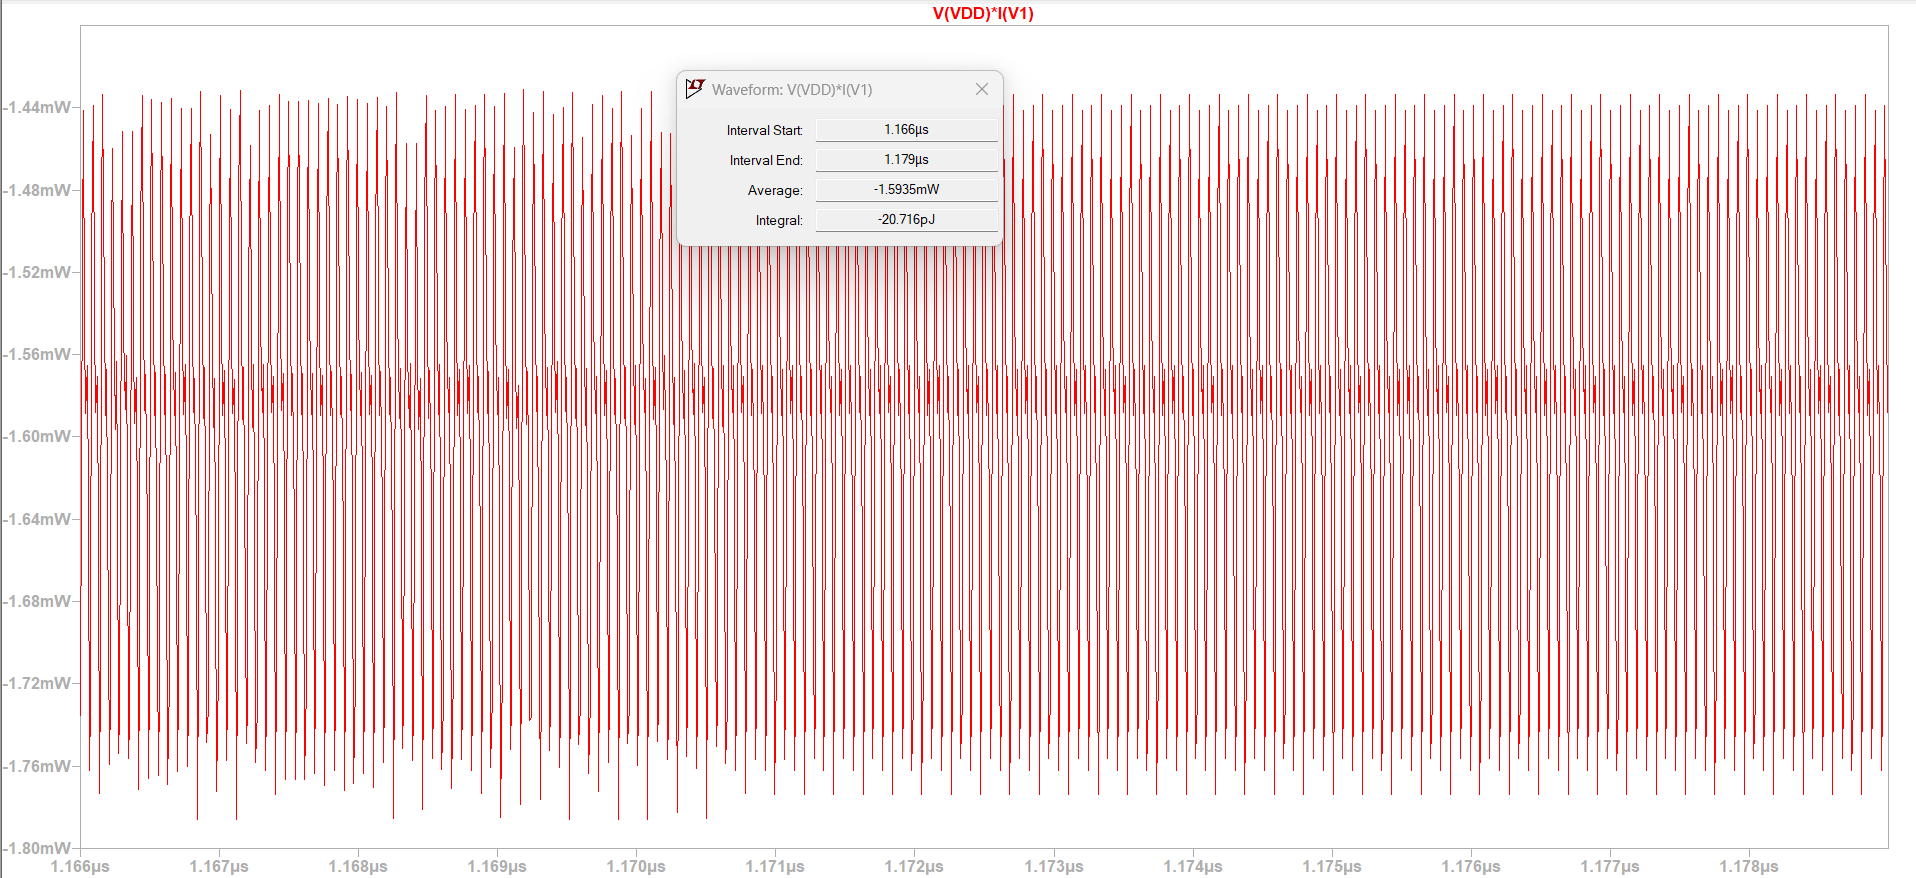 V(VDD)*I(V1)
Waveform: V(VDD)*I(V1)
Interval Start: 1.166µs
Interval End: 1.179µs
Average: -1.5935mW
Integral: -20.716pJ
-1.44mW
-1.48mW
-1.52mW
-1.56mW
-1.60mW
-1.64mW
-1.68mW
-1.72mW
-1.76mW
-1.80mW
1.166µs 1.167µs 1.168µs 1.169µs 1.170µs 1.171µs 1.172µs 1.173µs 1.174µs 1.175µs 1.176µs 1.177µs 1.178µs